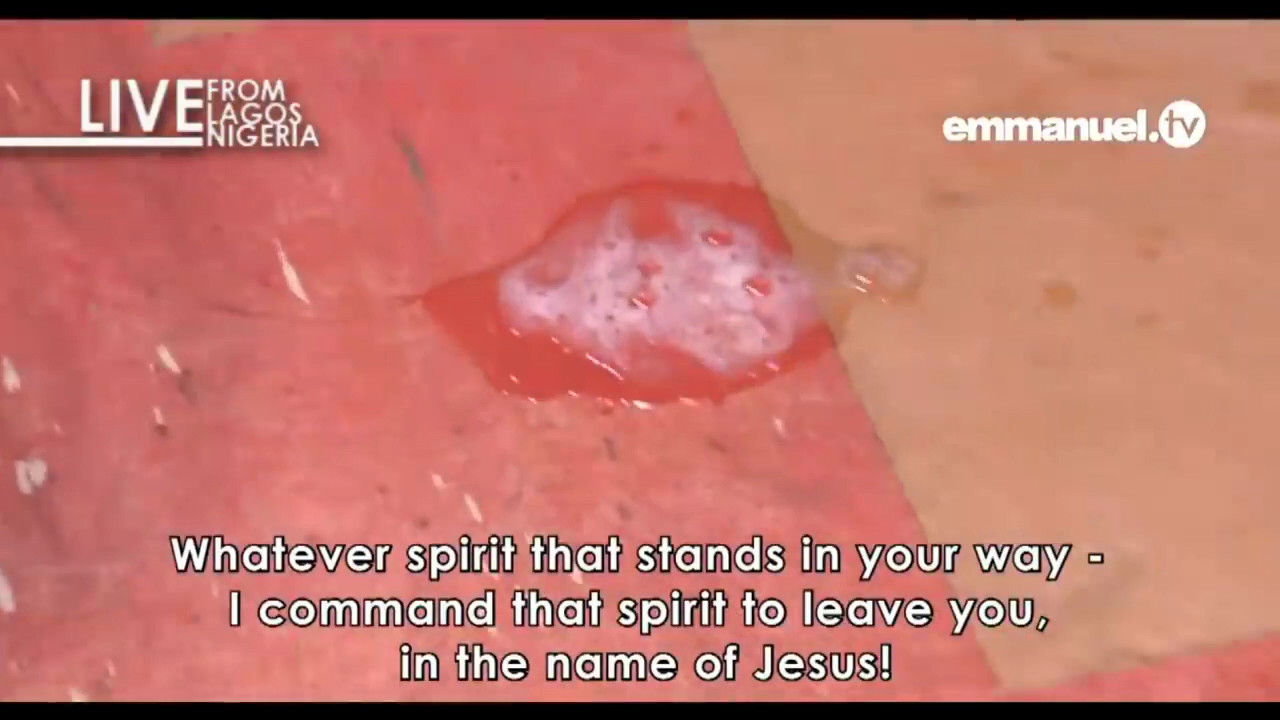 LIVE FROM
LAGOS
NIGERIA
emmanuel.tv
Whatever spirit that stands in your way -
I command that spirit to leave you,
in the name of Jesus!